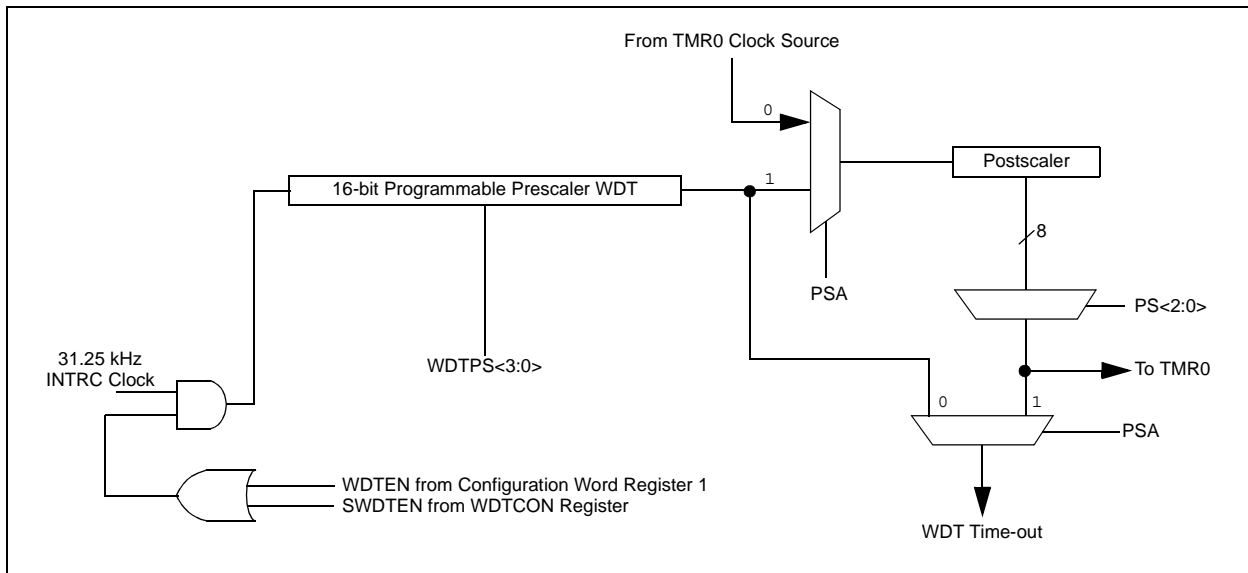 From TMR0 Clock Source
0
Postscaler
16-bit Programmable Prescaler WDT
1
8
PSA
PS<2:0>
31.25 kHz
INTRC Clock
WDTPS<3:0>
To TMR0
0
1
PSA
WDTEN from Configuration Word Register 1
SWDTEN from WDTCON Register
WDT Time-out